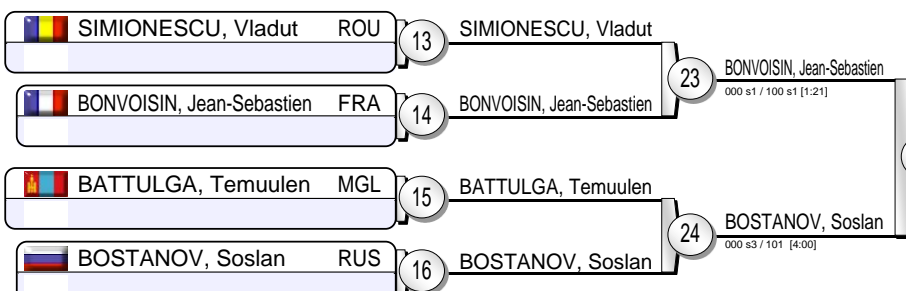 SIMIONESCU, Vladut ROU 13 SIMIONESCU, Vladut
23 BONVOISIN, Jean-Sebastien
000 s1 / 100 s1 [1:21]
BONVOISIN, Jean-Sebastien FRA 14 BONVOISIN, Jean-Sebastien
BATTULGA, Temuulen MGL 15 BATTULGA, Temuulen
24 BOSTANOV, Soslan
000 s3 / 101 [4:00]
BOSTANOV, Soslan RUS 16 BOSTANOV, Soslan